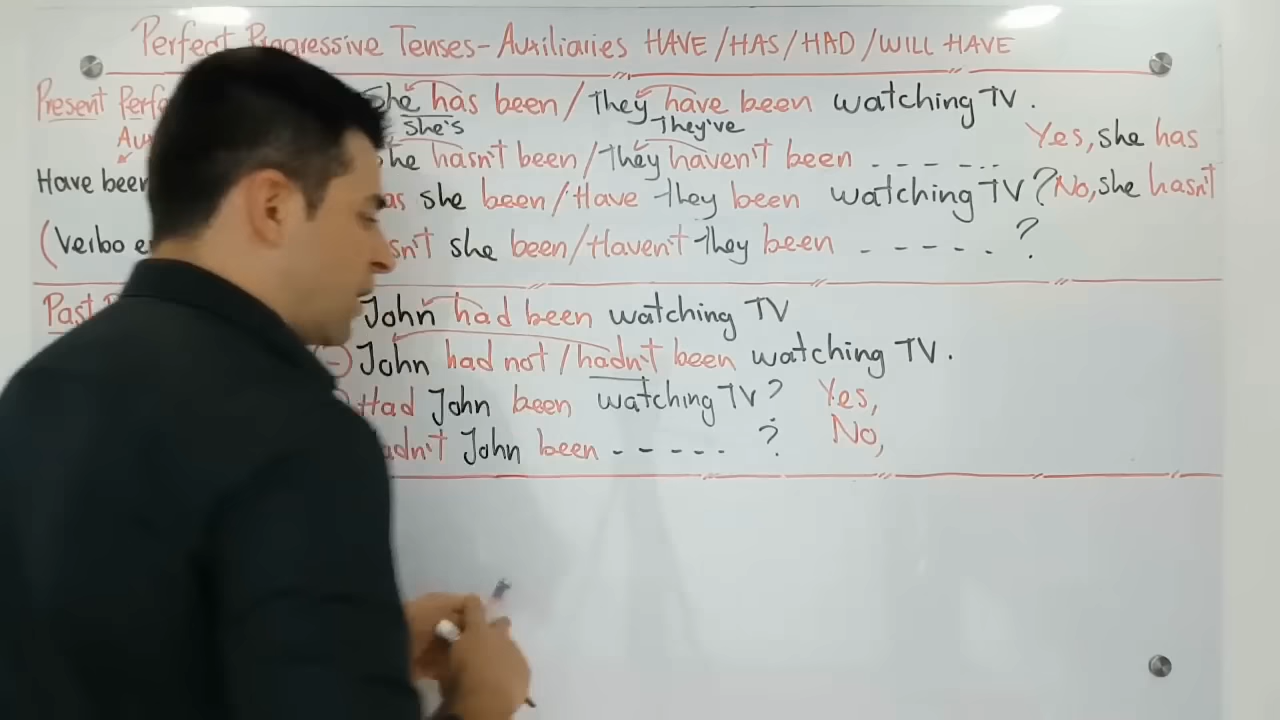 Perfect Progressive Tenses-Auxiliaries HAVE/HAS/HAD/WILL HAVE
Present She has been/They have been watching TV.
she's They've
hasn't been/They haven't been - - - - - - Yes, she has
Have been she been/Have They been watching TV? No, she hasn't
(Verbo she been/Haven't They been - - - - - ?
Past John had been watching TV
(-) John had not/hadn't been watching TV.
Had John been watching TV? Yes,
John been - - - - - ? No,